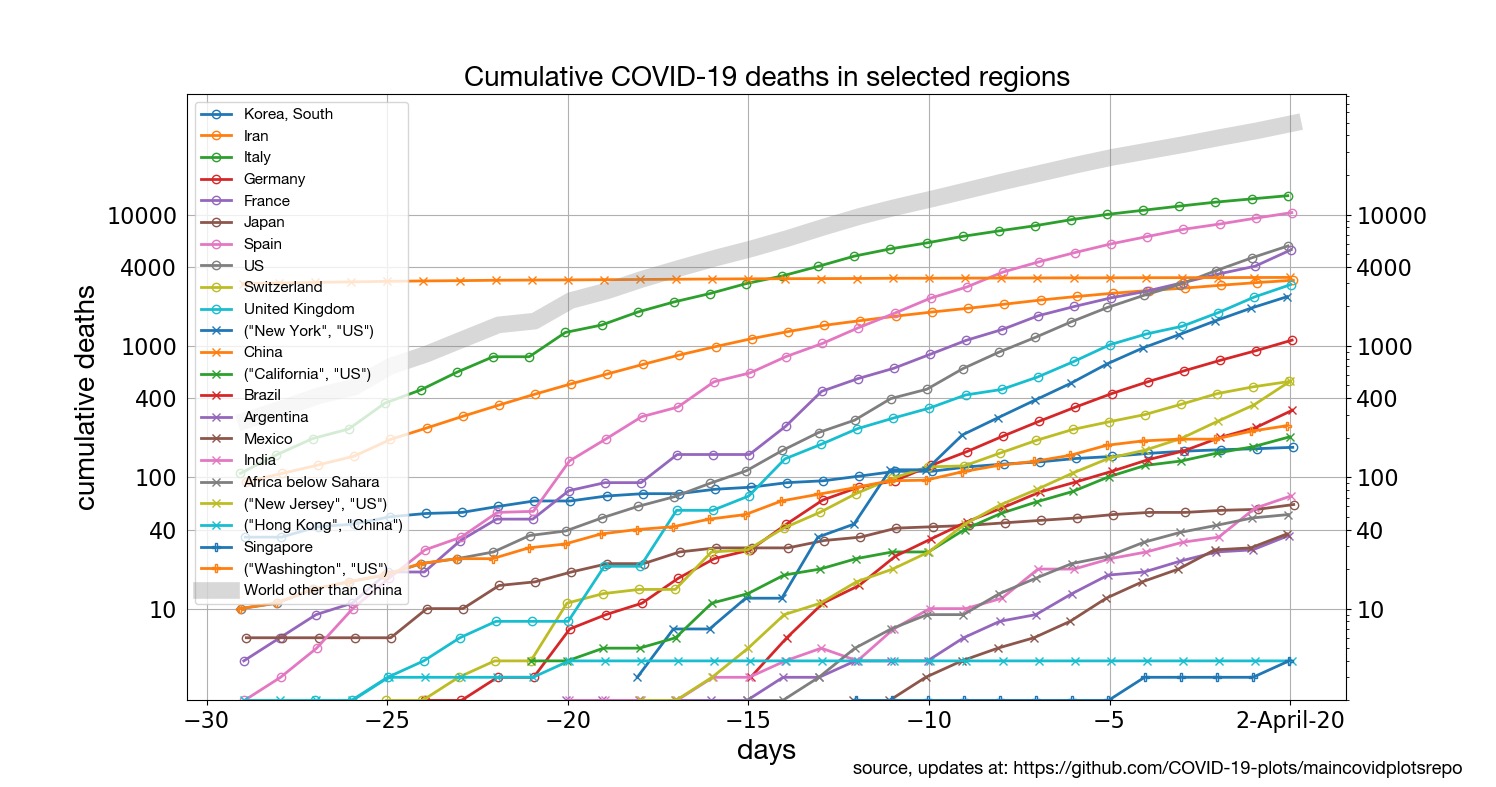 Cumulative COVID-19 deaths in selected regions
Korea, South
Iran
Italy
Germany
France
Japan
Spain
US
Switzerland
United Kingdom
("New York", "US")
China
("California", "US")
Brazil
Argentina
Mexico
India
Africa below Sahara
("New Jersey", "US")
("Hong Kong", "China")
Singapore
("Washington", "US")
World other than China
cumulative deaths
10000
4000
1000
400
100
40
10
10000
4000
1000
400
100
40
10
−30
−25
−20
−15
−10
−5
2-April-20
days
source, updates at: https://github.com/COVID-19-plots/maincovidplotsrepo